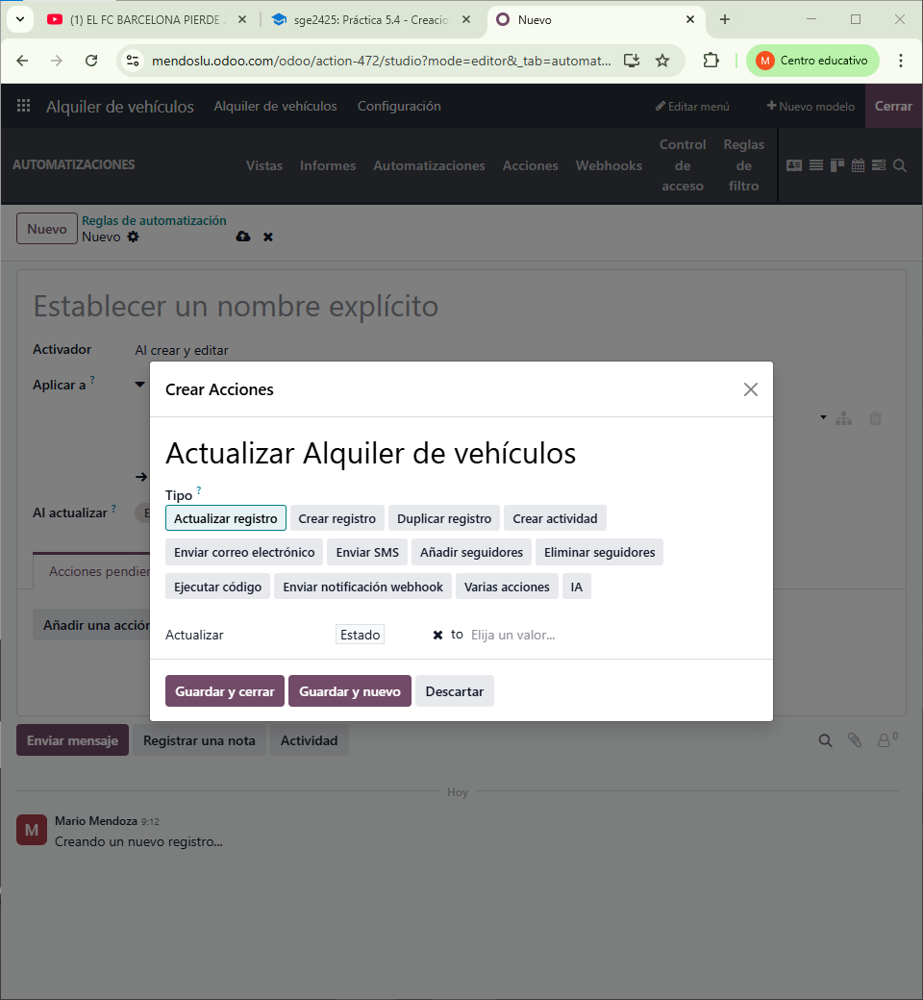 (1) EL FC BARCELONA PIERDE
sge2425: Práctica 5.4 - Creacio
Nuevo
mendoslu.odoo.com/odoo/action-472/studio?mode=editor&_tab=automat...
M
Centro educativo
Alquiler de vehículos
Alquiler de vehículos
Configuración
Editar menú
Nuevo modelo
Cerrar
AUTOMATIZACIONES
Vistas
Informes
Automatizaciones
Acciones
Webhooks
Control de acceso
Reglas de filtro
Nuevo
Reglas de automatización
Nuevo
Establecer un nombre explícito
Activador
Al crear y editar
Aplicar a ?
Al actualizar ?
E
Acciones pendien
Añadir una acción
Crear Acciones
Actualizar Alquiler de vehículos
Tipo ?
Actualizar registro
Crear registro
Duplicar registro
Crear actividad
Enviar correo electrónico
Enviar SMS
Añadir seguidores
Eliminar seguidores
Ejecutar código
Enviar notificación webhook
Varias acciones
IA
Actualizar
Estado
to
Elija un valor...
Guardar y cerrar
Guardar y nuevo
Descartar
Enviar mensaje
Registrar una nota
Actividad
0
Hoy
M
Mario Mendoza 9:12
Creando un nuevo registro...